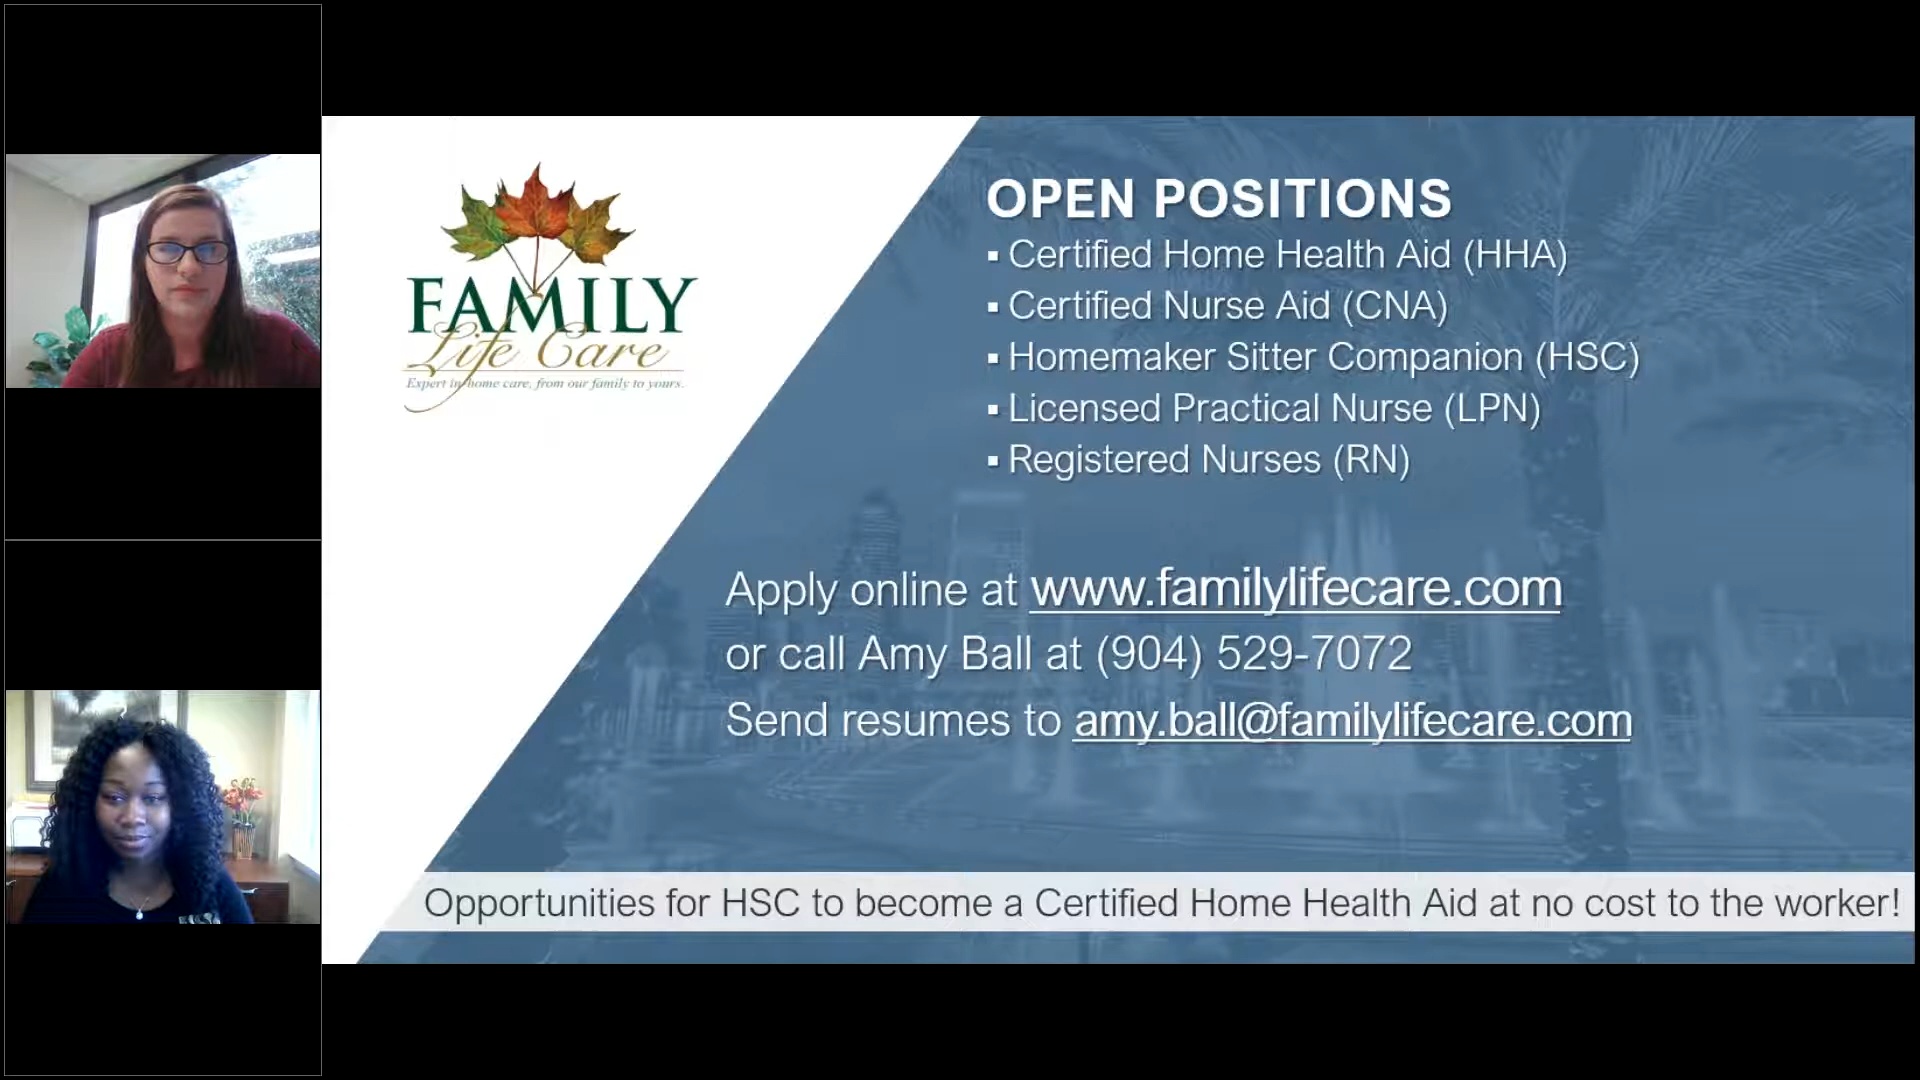 FAMILY
Life Care
Expert in-home care, from our family to yours.
OPEN POSITIONS
▪ Certified Home Health Aid (HHA)
▪ Certified Nurse Aid (CNA)
▪ Homemaker Sitter Companion (HSC)
▪ Licensed Practical Nurse (LPN)
▪ Registered Nurses (RN)
Apply online at www.familylifecare.com
or call Amy Ball at (904) 529-7072
Send resumes to amy.ball@familylifecare.com
Opportunities for HSC to become a Certified Home Health Aid at no cost to the worker!